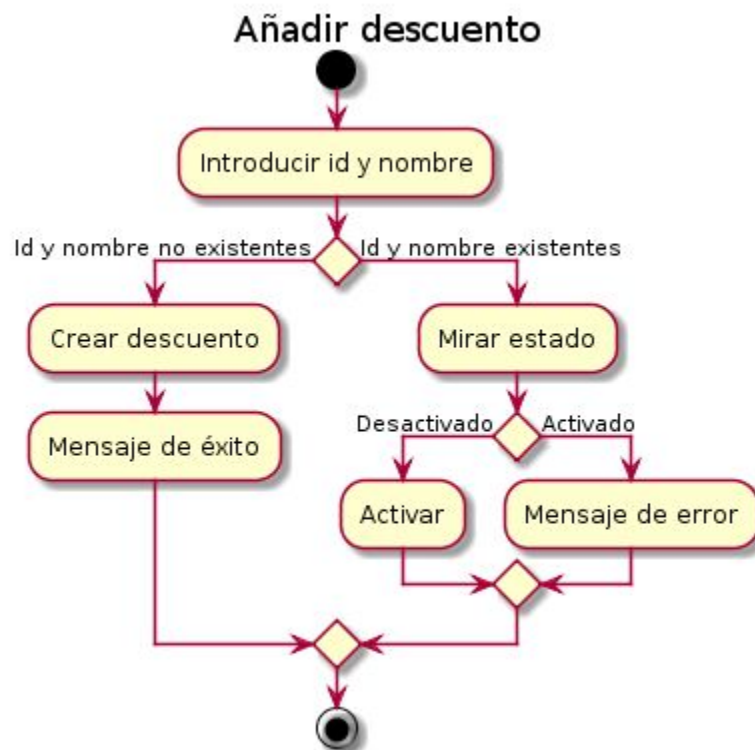 Añadir descuento
Introducir id y nombre
Id y nombre no existentes
Id y nombre existentes
Crear descuento
Mirar estado
Mensaje de éxito
Desactivado
Activado
Activar
Mensaje de error